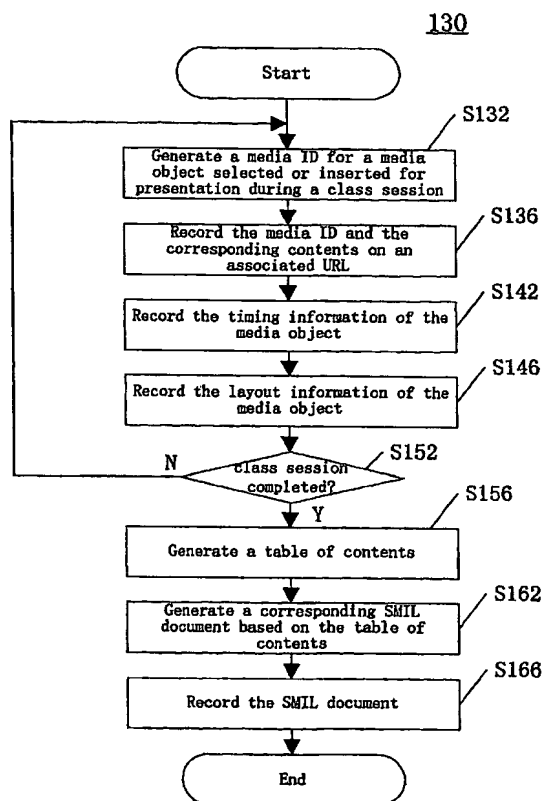 130
Start
S132
Generate a media ID for a media
object selected or inserted for
presentation during a class session
S136
Record the media ID and the
corresponding contents on an
associated URL
S142
Record the timing information of the
media object
S146
Record the layout information of the
media object
S152
N
class session
completed?
Y
S156
Generate a table of contents
S162
Generate a corresponding SMIL
document based on the table of
contents
S166
Record the SMIL document
End